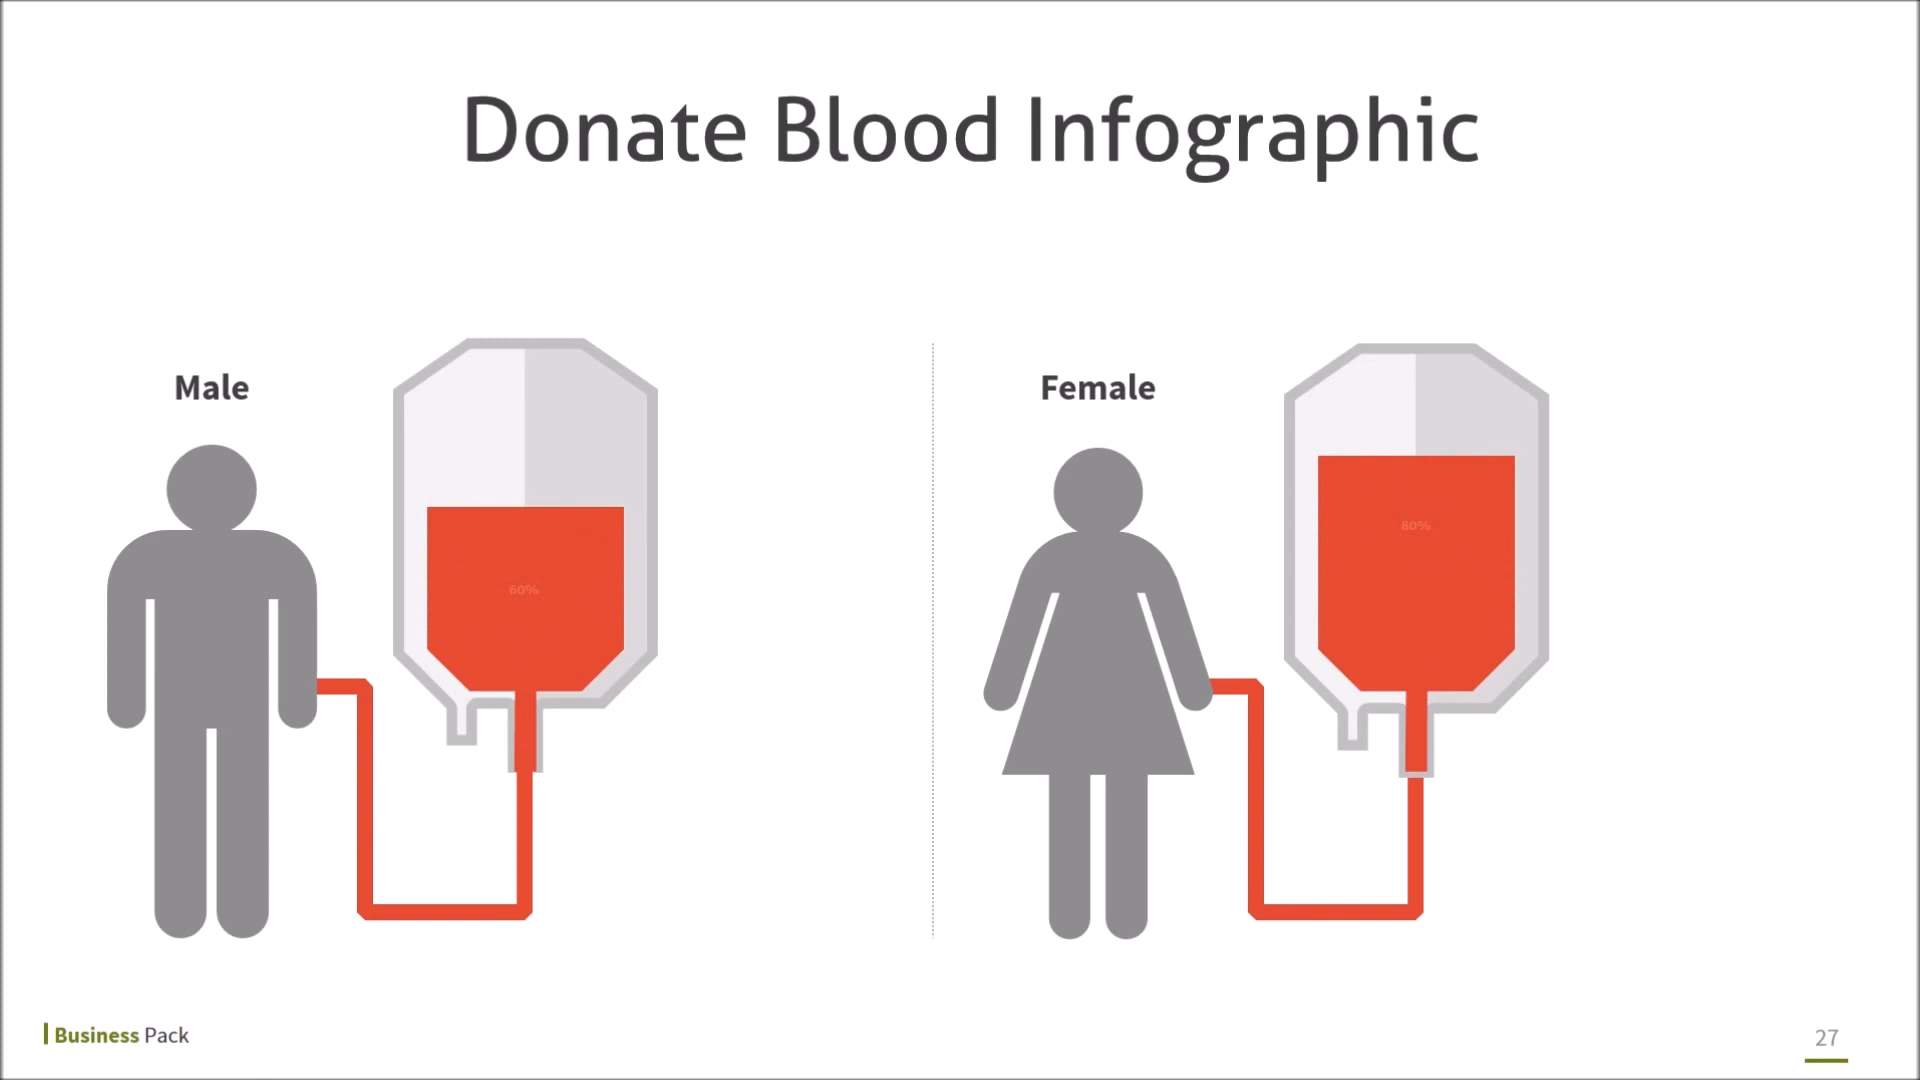 Donate Blood Infographic
Male
Female
60%
80%
Business Pack
27